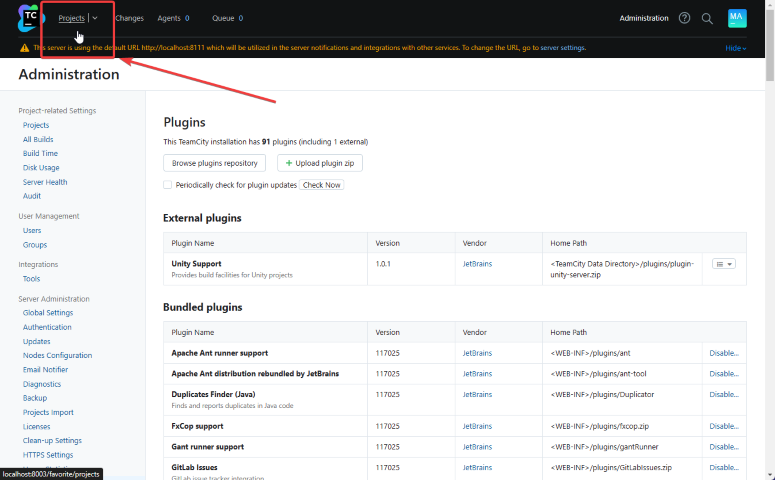 TC
Projects
Changes
Agents 0
Queue 0
Administration
MA
This server is using the default URL http://localhost:8111 which will be utilized in the server notifications and integrations with other services. To change the URL, go to server settings.
Hide
Administration
Project-related Settings
Projects
All Builds
Build Time
Disk Usage
Server Health
Audit
User Management
Users
Groups
Integrations
Tools
Server Administration
Global Settings
Authentication
Updates
Nodes Configuration
Email Notifier
Diagnostics
Backup
Projects Import
Licenses
Clean-up Settings
HTTPS Settings
localhost:8003/favorite/projects
Plugins
This TeamCity installation has 91 plugins (including 1 external)
Browse plugins repository
+ Upload plugin zip
Periodically check for plugin updates Check Now
External plugins
Plugin Name Version Vendor Home Path
Unity Support 1.0.1 JetBrains <TeamCity Data Directory>/plugins/plugin-
Provides build facilities for Unity projects unity-server.zip
Bundled plugins
Plugin Name Version Vendor Home Path
Apache Ant runner support 117025 JetBrains <WEB-INF>/plugins/ant Disable...
Apache Ant distribution rebundled by JetBrains 117025 JetBrains <WEB-INF>/plugins/ant-tool Disable...
Duplicates Finder (Java) 117025 JetBrains <WEB-INF>/plugins/Duplicator Disable...
Finds and reports duplicates in Java code
FxCop support 117025 JetBrains <WEB-INF>/plugins/fxcop.zip Disable...
Gant runner support 117025 JetBrains <WEB-INF>/plugins/gantRunner Disable...
GitLab Issues 117025 JetBrains <WEB-INF>/plugins/GitLabIssues.zip Disable...
GitLab issue tracker integration